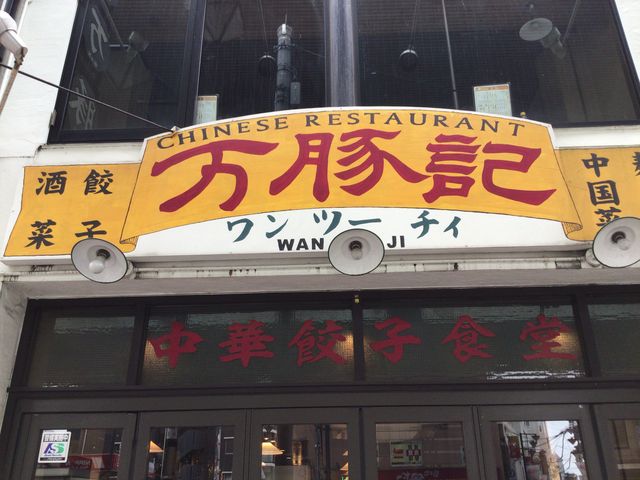 CHINESE RESTAURANT
万豚記
ワンツーチィ
WAN JI
酒菜
餃子
中国菜
中華餃子食堂